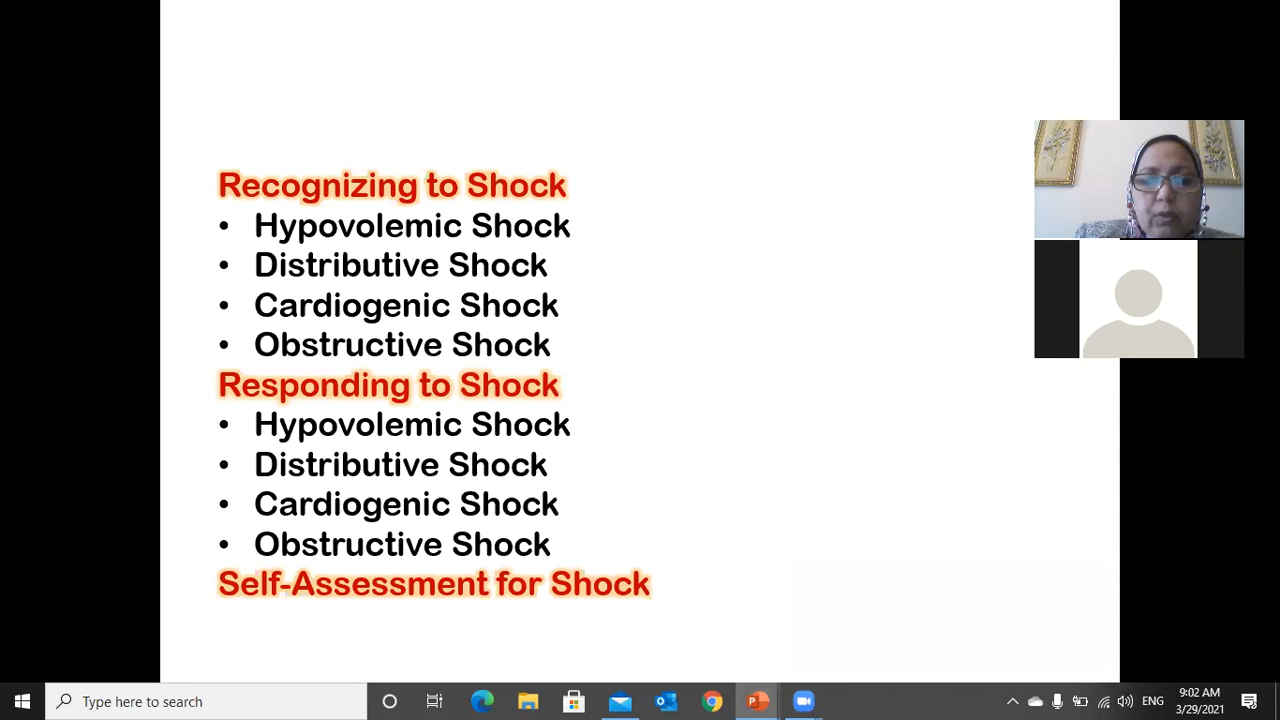 Recognizing to Shock
• Hypovolemic Shock
• Distributive Shock
• Cardiogenic Shock
• Obstructive Shock
Responding to Shock
• Hypovolemic Shock
• Distributive Shock
• Cardiogenic Shock
• Obstructive Shock
Self-Assessment for Shock
Type here to search
ENG
9:02 AM
3/29/2021